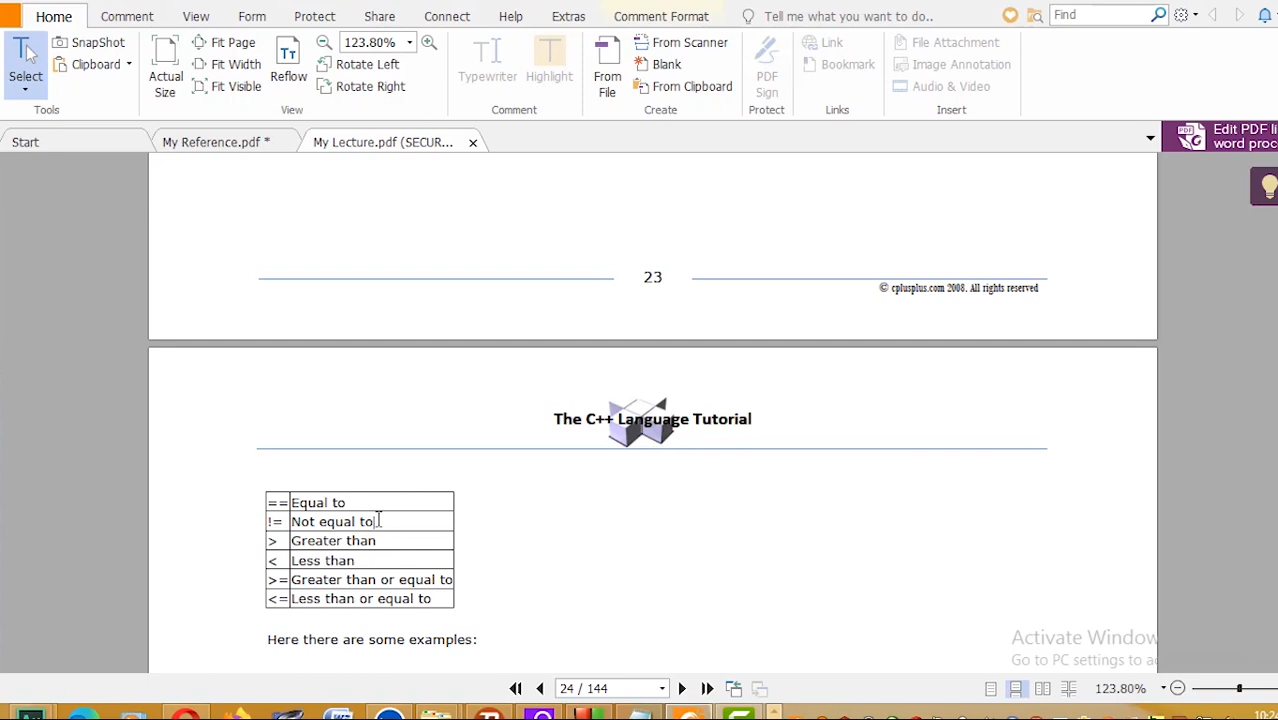 Home Comment View Form Protect Share Connect Help Extras Comment Format Tell me what you want to do.. Find
Select
Tools
SnapShot
Clipboard
Actual Size
Fit Page
Fit Width
Fit Visible
Reflow
123.80%
Rotate Left
Rotate Right
View
Typewriter
Highlight
Comment
From File
From Scanner
Blank
From Clipboard
Create
PDF Sign
Protect
Link
Bookmark
Links
File Attachment
Image Annotation
Audio & Video
Insert
Start My Reference.pdf * My Lecture.pdf (SECUR...
Edit PDF li
word proc
23
© cplusplus.com 2008. All rights reserved
The C++ Language Tutorial
== Equal to
!= Not equal to
> Greater than
< Less than
>= Greater than or equal to
<= Less than or equal to
Here there are some examples:
Activate Window
Go to PC settings to a
24 / 144
123.80%